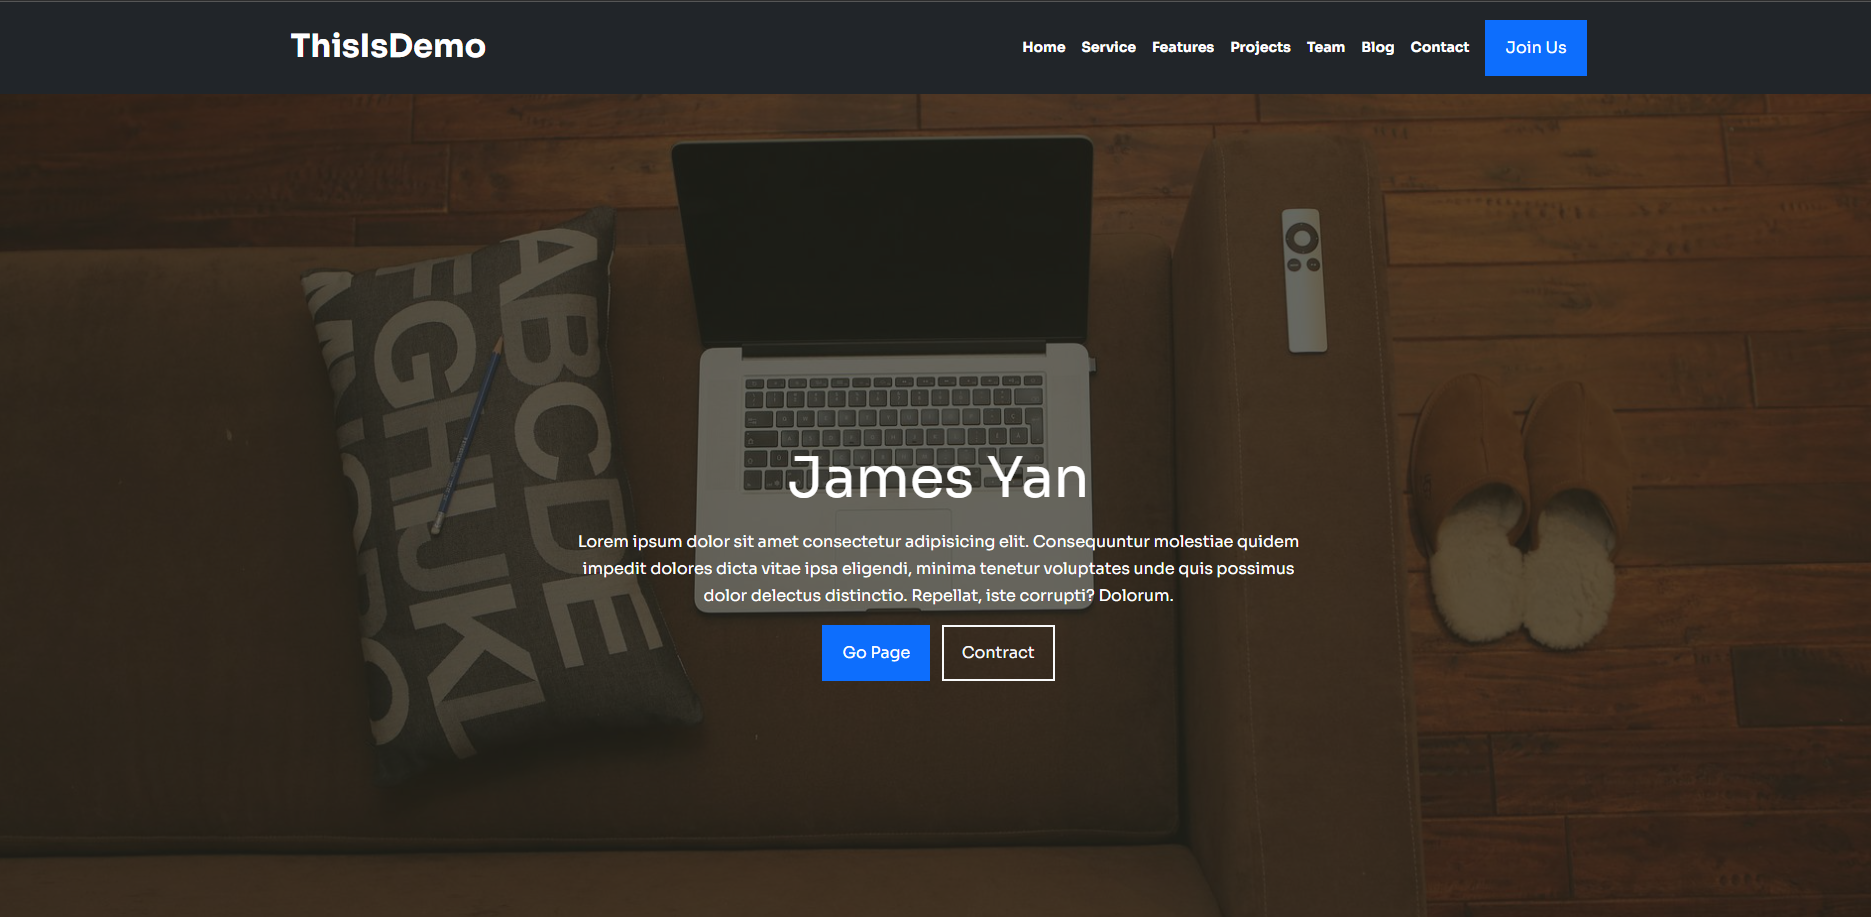 ThisIsDemo
Home Service Features Projects Team Blog Contact Join Us
ABCDE
FGHIJKL
James Yan
Lorem ipsum dolor sit amet consectetur adipisicing elit. Consequuntur molestiae quidem
impedit dolores dicta vitae ipsa eligendi, minima tenetur voluptates unde quis possimus
dolor delectus distinctio. Repellat, iste corrupti? Dolorum.
Go Page Contract